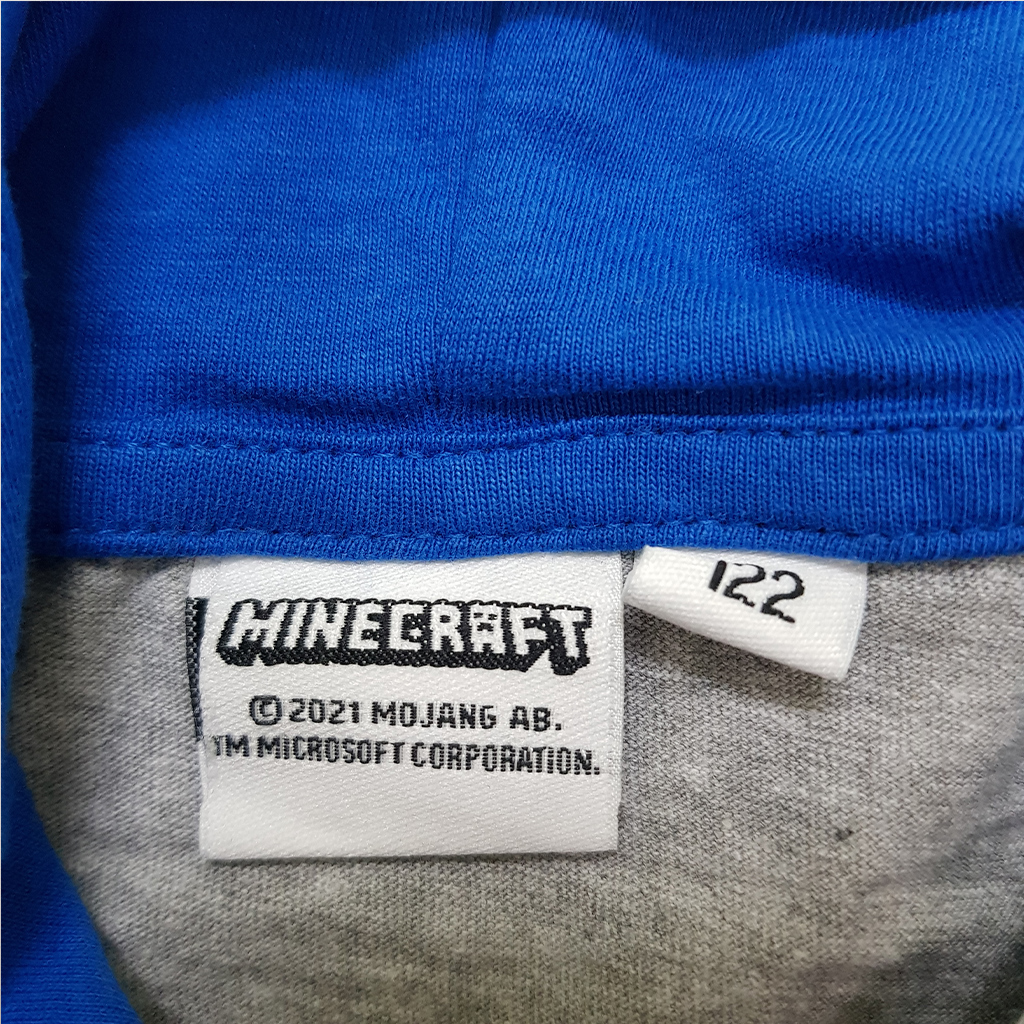 MINECRAFT
© 2021 MOJANG AB.
TM MICROSOFT CORPORATION.
122